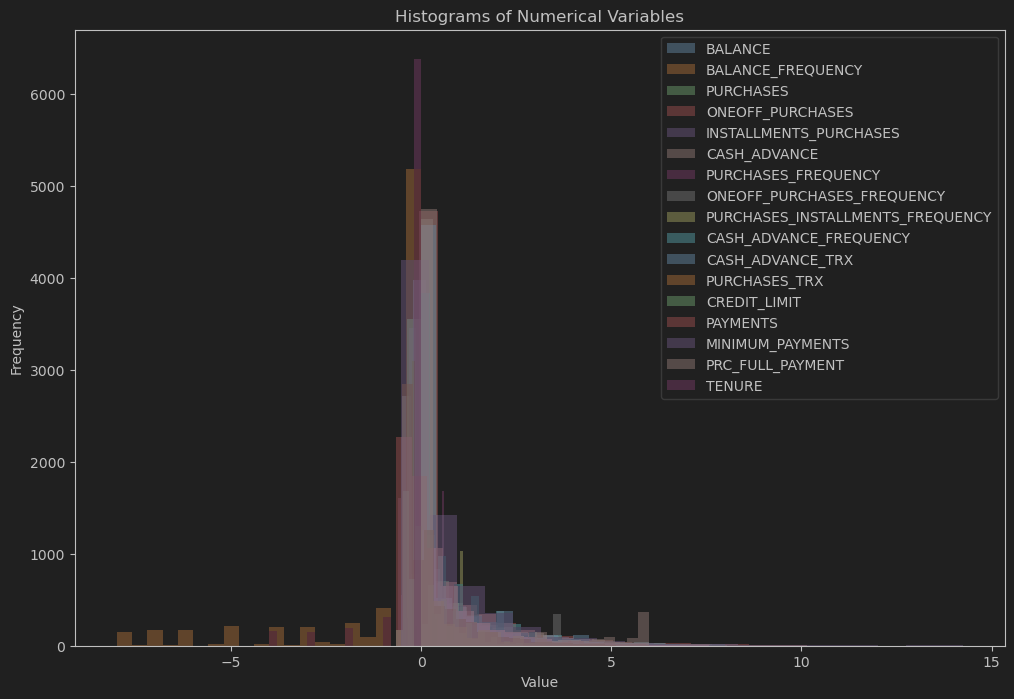 Histograms of Numerical Variables
BALANCE
BALANCE_FREQUENCY
PURCHASES
ONEOFF_PURCHASES
INSTALLMENTS_PURCHASES
CASH_ADVANCE
PURCHASES_FREQUENCY
ONEOFF_PURCHASES_FREQUENCY
PURCHASES_INSTALLMENTS_FREQUENCY
CASH_ADVANCE_FREQUENCY
CASH_ADVANCE_TRX
PURCHASES_TRX
CREDIT_LIMIT
PAYMENTS
MINIMUM_PAYMENTS
PRC_FULL_PAYMENT
TENURE
Frequency
6000
5000
4000
3000
2000
1000
0
−5
0
5
10
15
Value